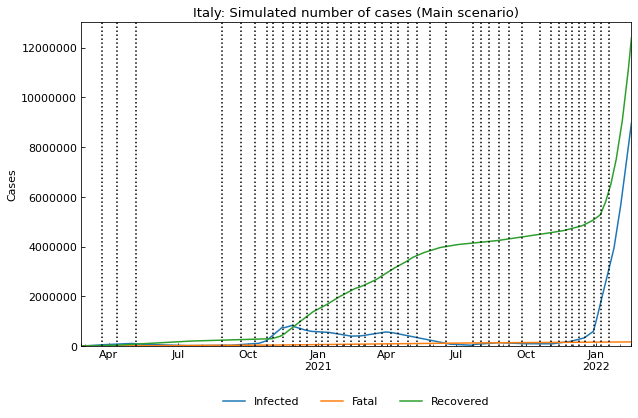 Italy: Simulated number of cases (Main scenario)
12000000
10000000
8000000
6000000
4000000
2000000
0
Cases
Apr Jul Oct Jan Apr Jul Oct Jan
2021 2022
Infected Fatal Recovered